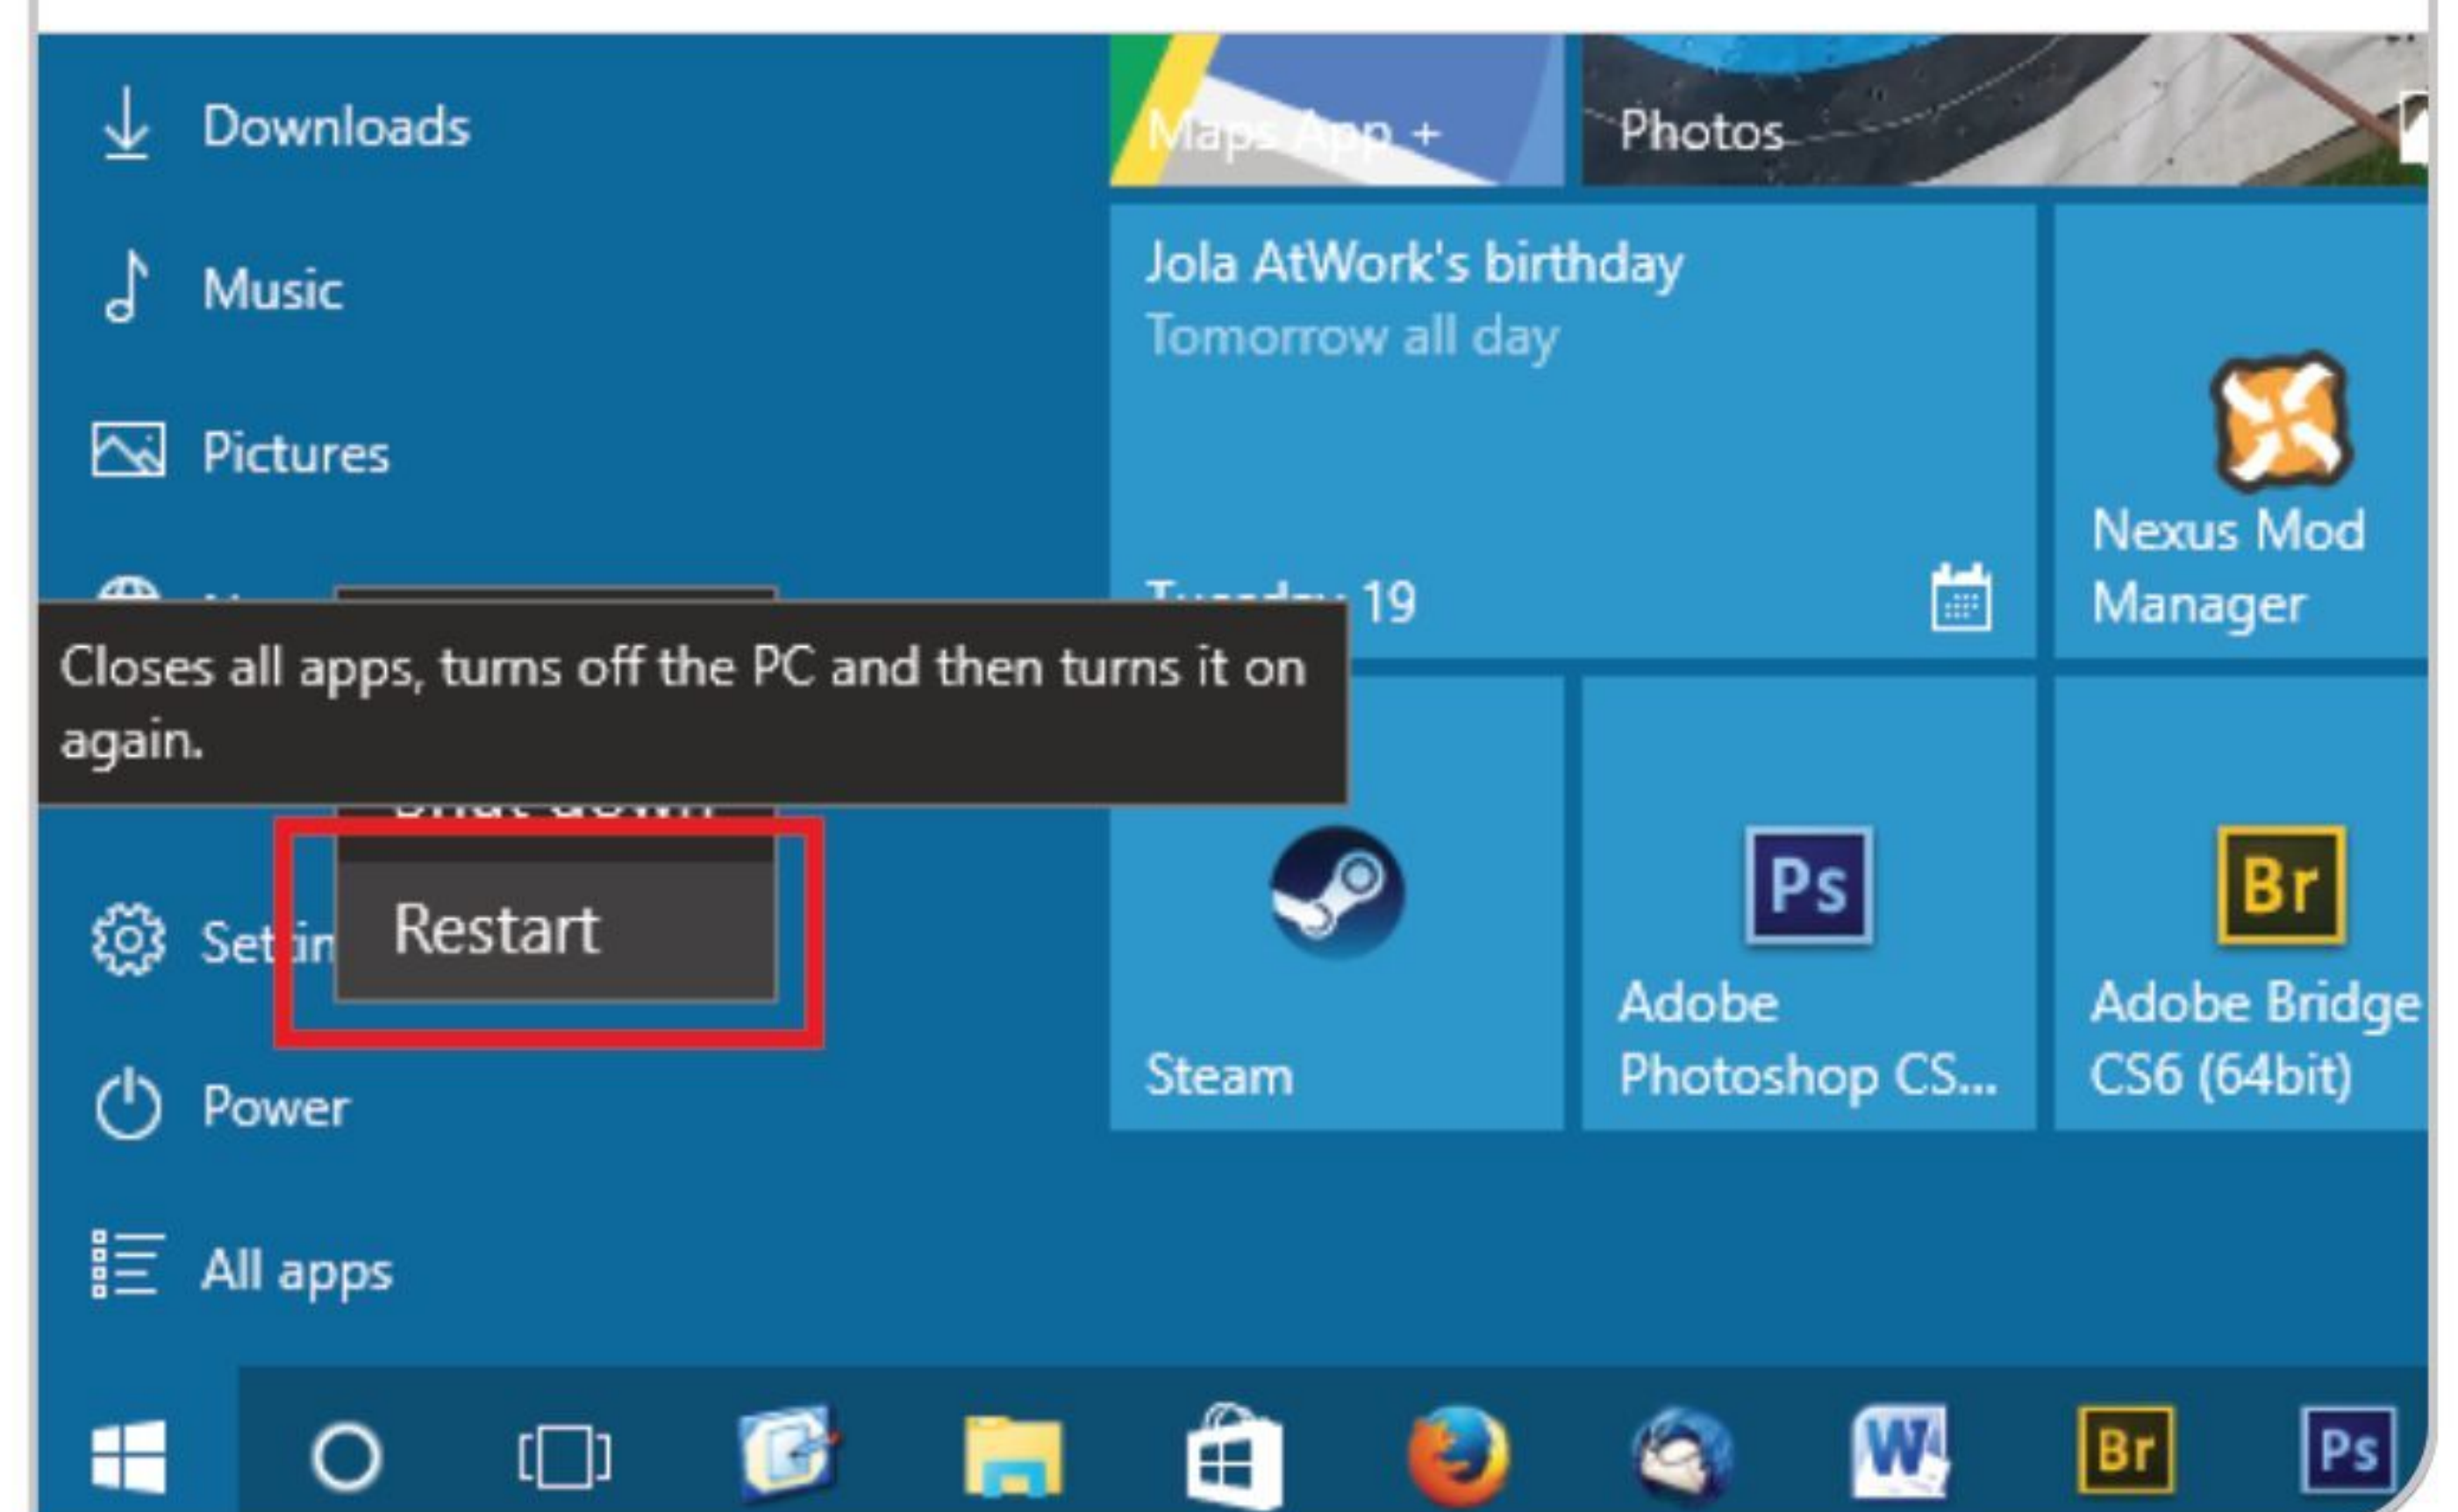 Downloads
Music
Pictures
Closes all apps, turns off the PC and then turns it on
again.
Restart
Power
All apps
Maps App +
Photos
Jola AtWork's birthday
Tomorrow all day
19
Nexus Mod
Manager
Steam
Ps
Adobe
Photoshop CS...
Br
Adobe Bridge
CS6 (64bit)
W
Br
Ps